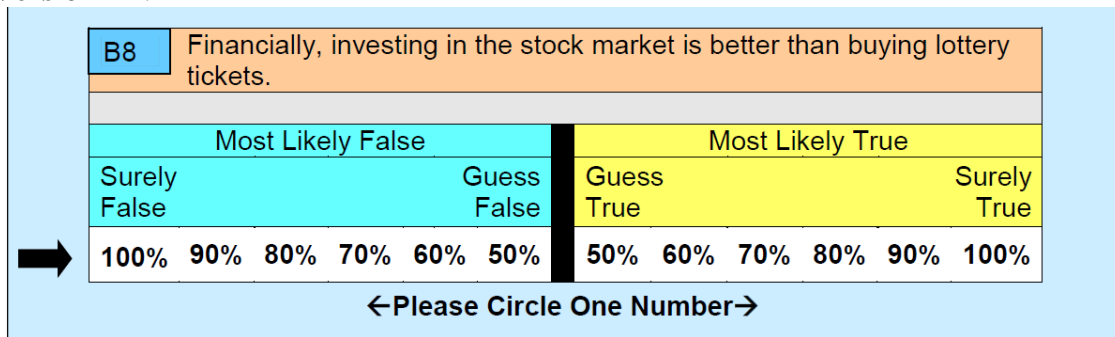 B8 Financially, investing in the stock market is better than buying lottery
tickets.
Most Likely False Most Likely True
Surely Guess Guess Surely
False False True True
100% 90% 80% 70% 60% 50% 50% 60% 70% 80% 90% 100%
←Please Circle One Number→